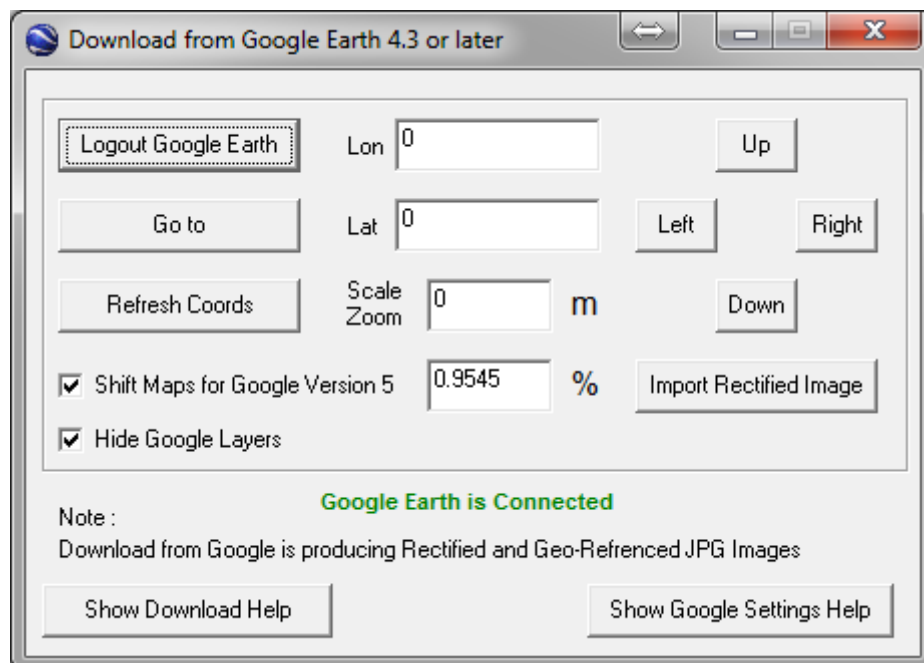 Download from Google Earth 4.3 or later
Logout Google Earth
Lon
0
Up
Go to
Lat
0
Left
Right
Refresh Coords
Scale
Zoom
0
m
Down
Shift Maps for Google Version 5
0.9545
%
Import Rectified Image
Hide Google Layers
Google Earth is Connected
Note :
Download from Google is producing Rectified and Geo-Refrenced JPG Images
Show Download Help
Show Google Settings Help